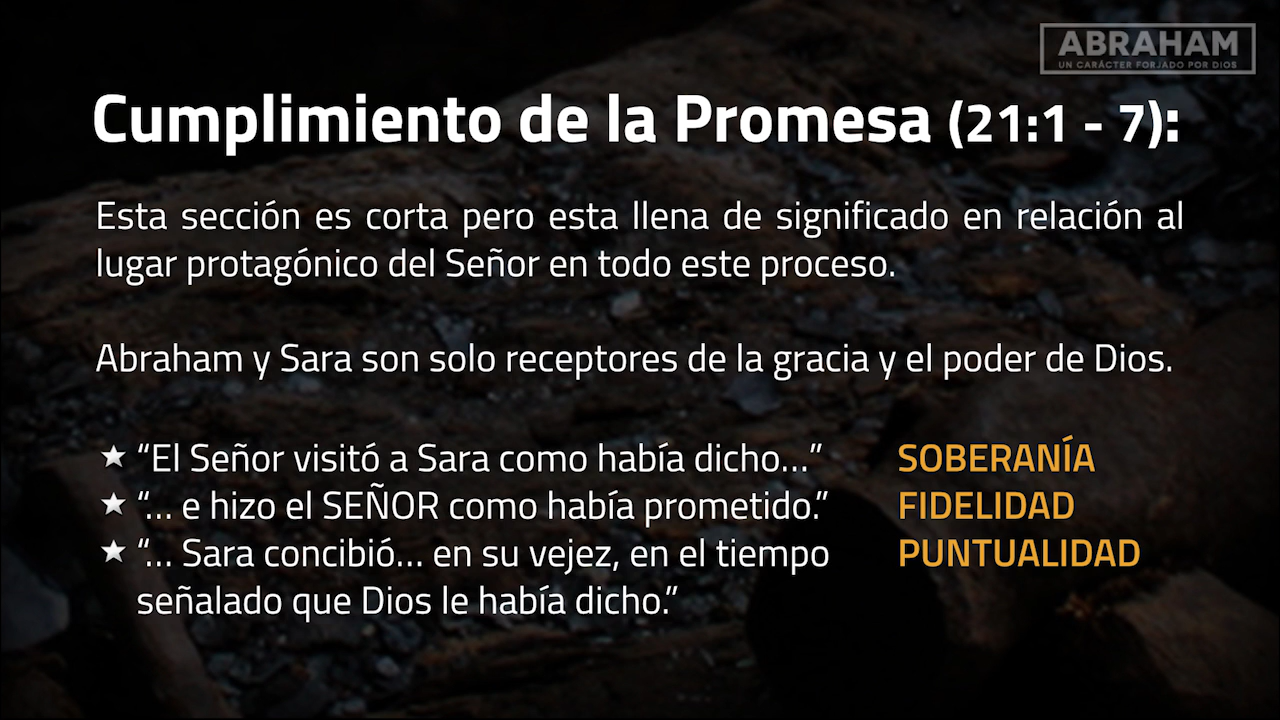 ABRAHAM
UN CARÁCTER FORJADO POR DIOS
Cumplimiento de la Promesa (21:1 - 7):
Esta sección es corta pero esta llena de significado en relación al
lugar protagónico del Señor en todo este proceso.
Abraham y Sara son solo receptores de la gracia y el poder de Dios.
“El Señor visitó a Sara como había dicho...” SOBERANÍA
“... e hizo el SEÑOR como había prometido.” FIDELIDAD
“... Sara concibió... en su vejez, en el tiempo PUNTUALIDAD
señalado que Dios le había dicho.”